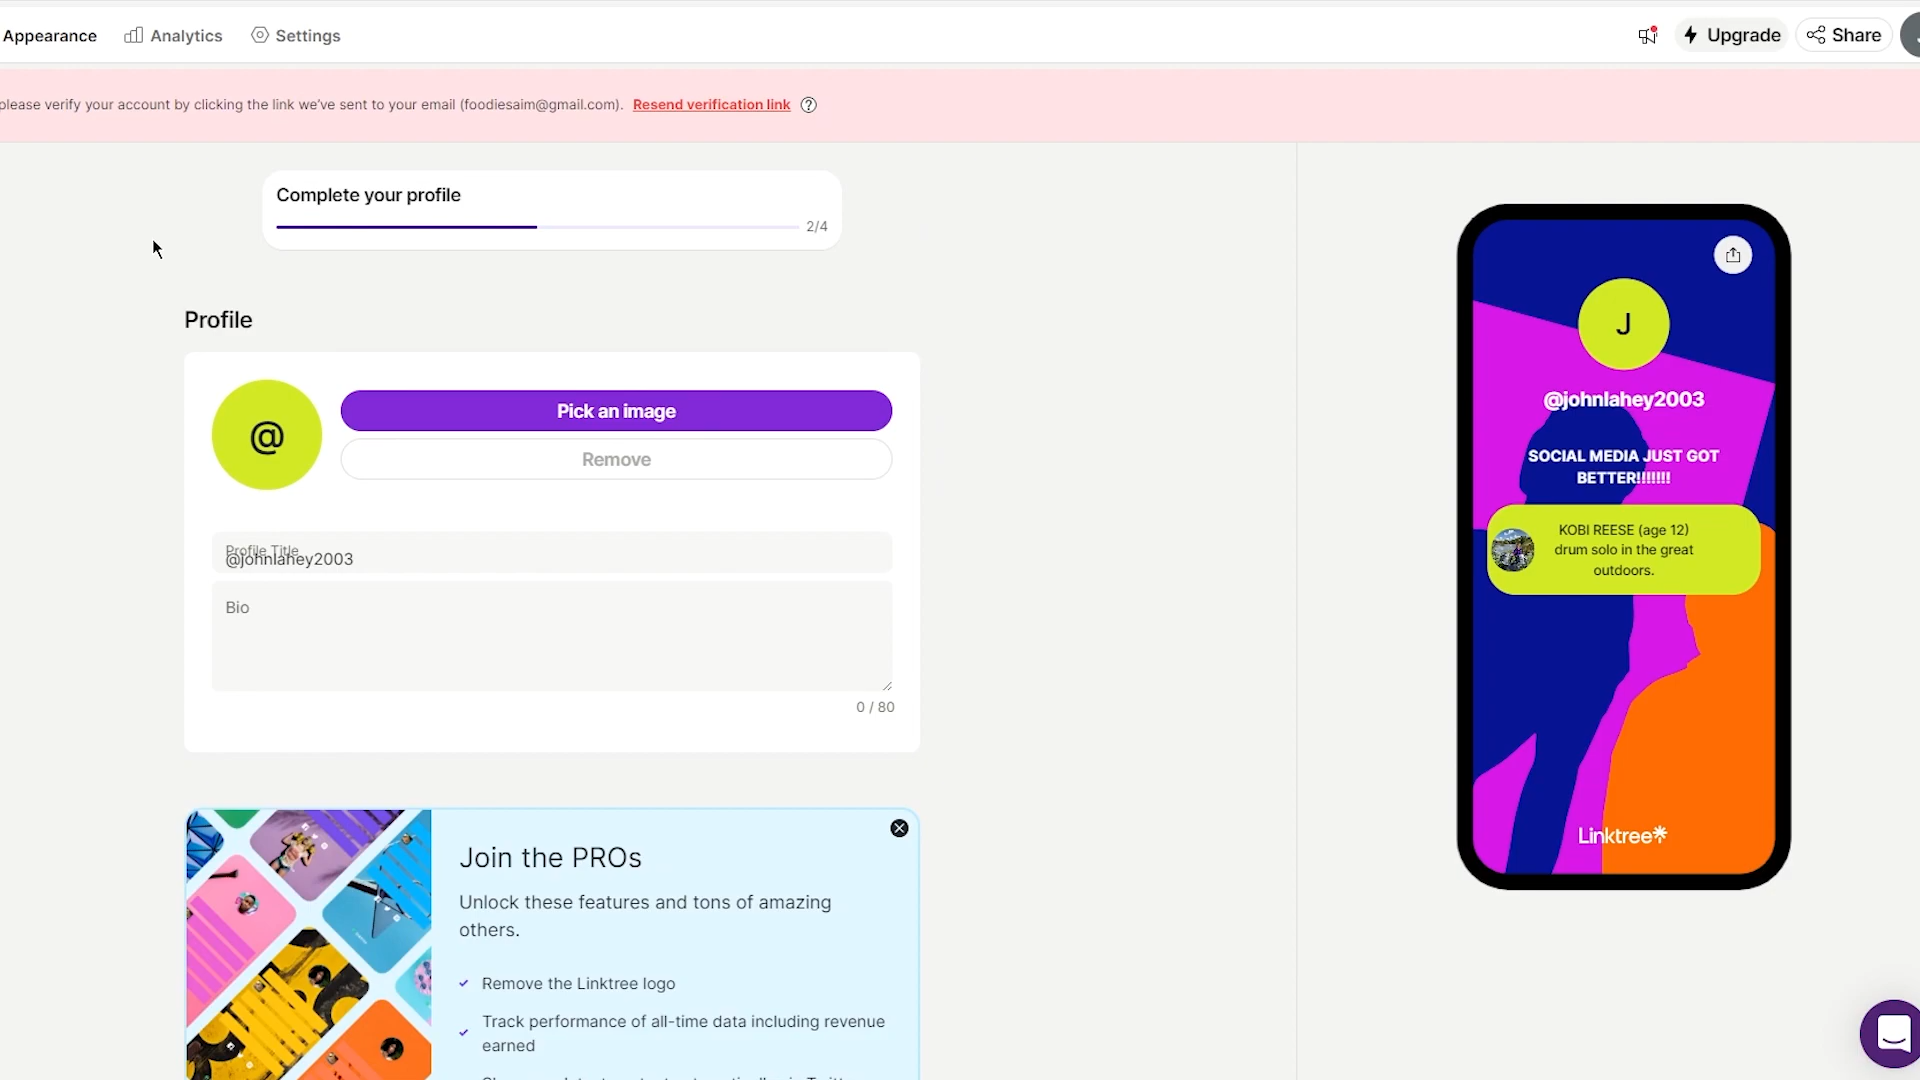 Appearance
Analytics
Settings
Upgrade
Share
please verify your account by clicking the link we've sent to your email (foodiesaim@gmail.com). Resend verification link
Complete your profile
2/4
Profile
@
Pick an image
Remove
Profile Title
@johnlahey2003
Bio
0 / 80
Join the PROs
Unlock these features and tons of amazing
others.
Remove the Linktree logo
Track performance of all-time data including revenue
earned
J
@johnlahey2003
SOCIAL MEDIA JUST GOT
BETTER!!!!!!!
KOBI REESE (age 12)
drum solo in the great
outdoors.
Linktree